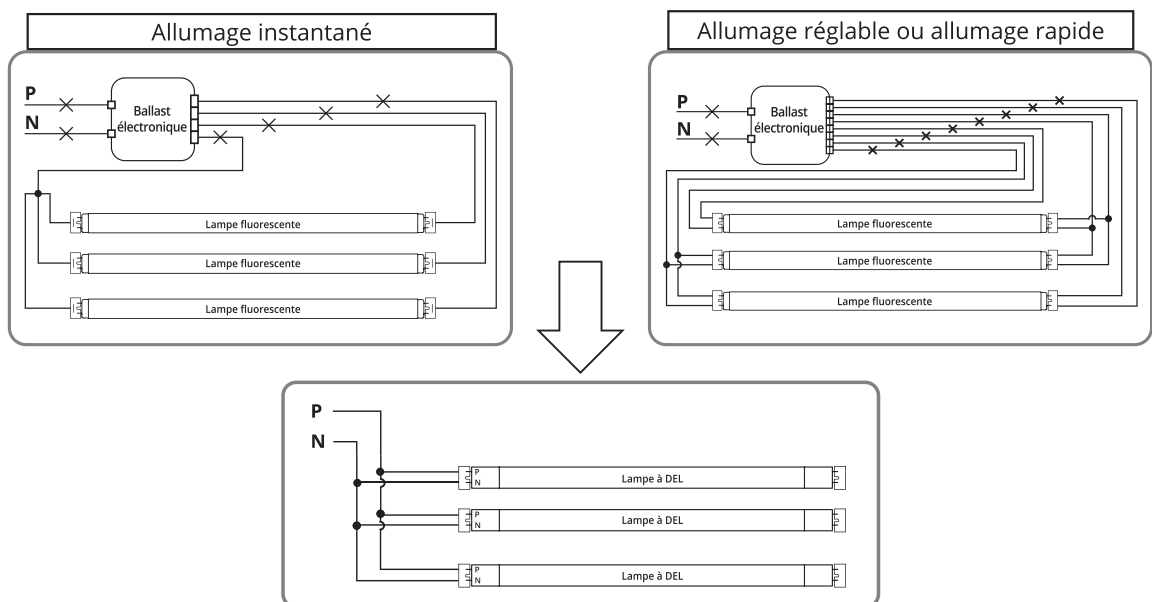 Allumage instantané
P
N
Ballast
électronique
Lampe fluorescente
Lampe fluorescente
Lampe fluorescente
Allumage réglable ou allumage rapide
P
N
Ballast
électronique
Lampe fluorescente
Lampe fluorescente
Lampe fluorescente
P
N
P
N
Lampe à DEL
P
N
Lampe à DEL
P
N
Lampe à DEL